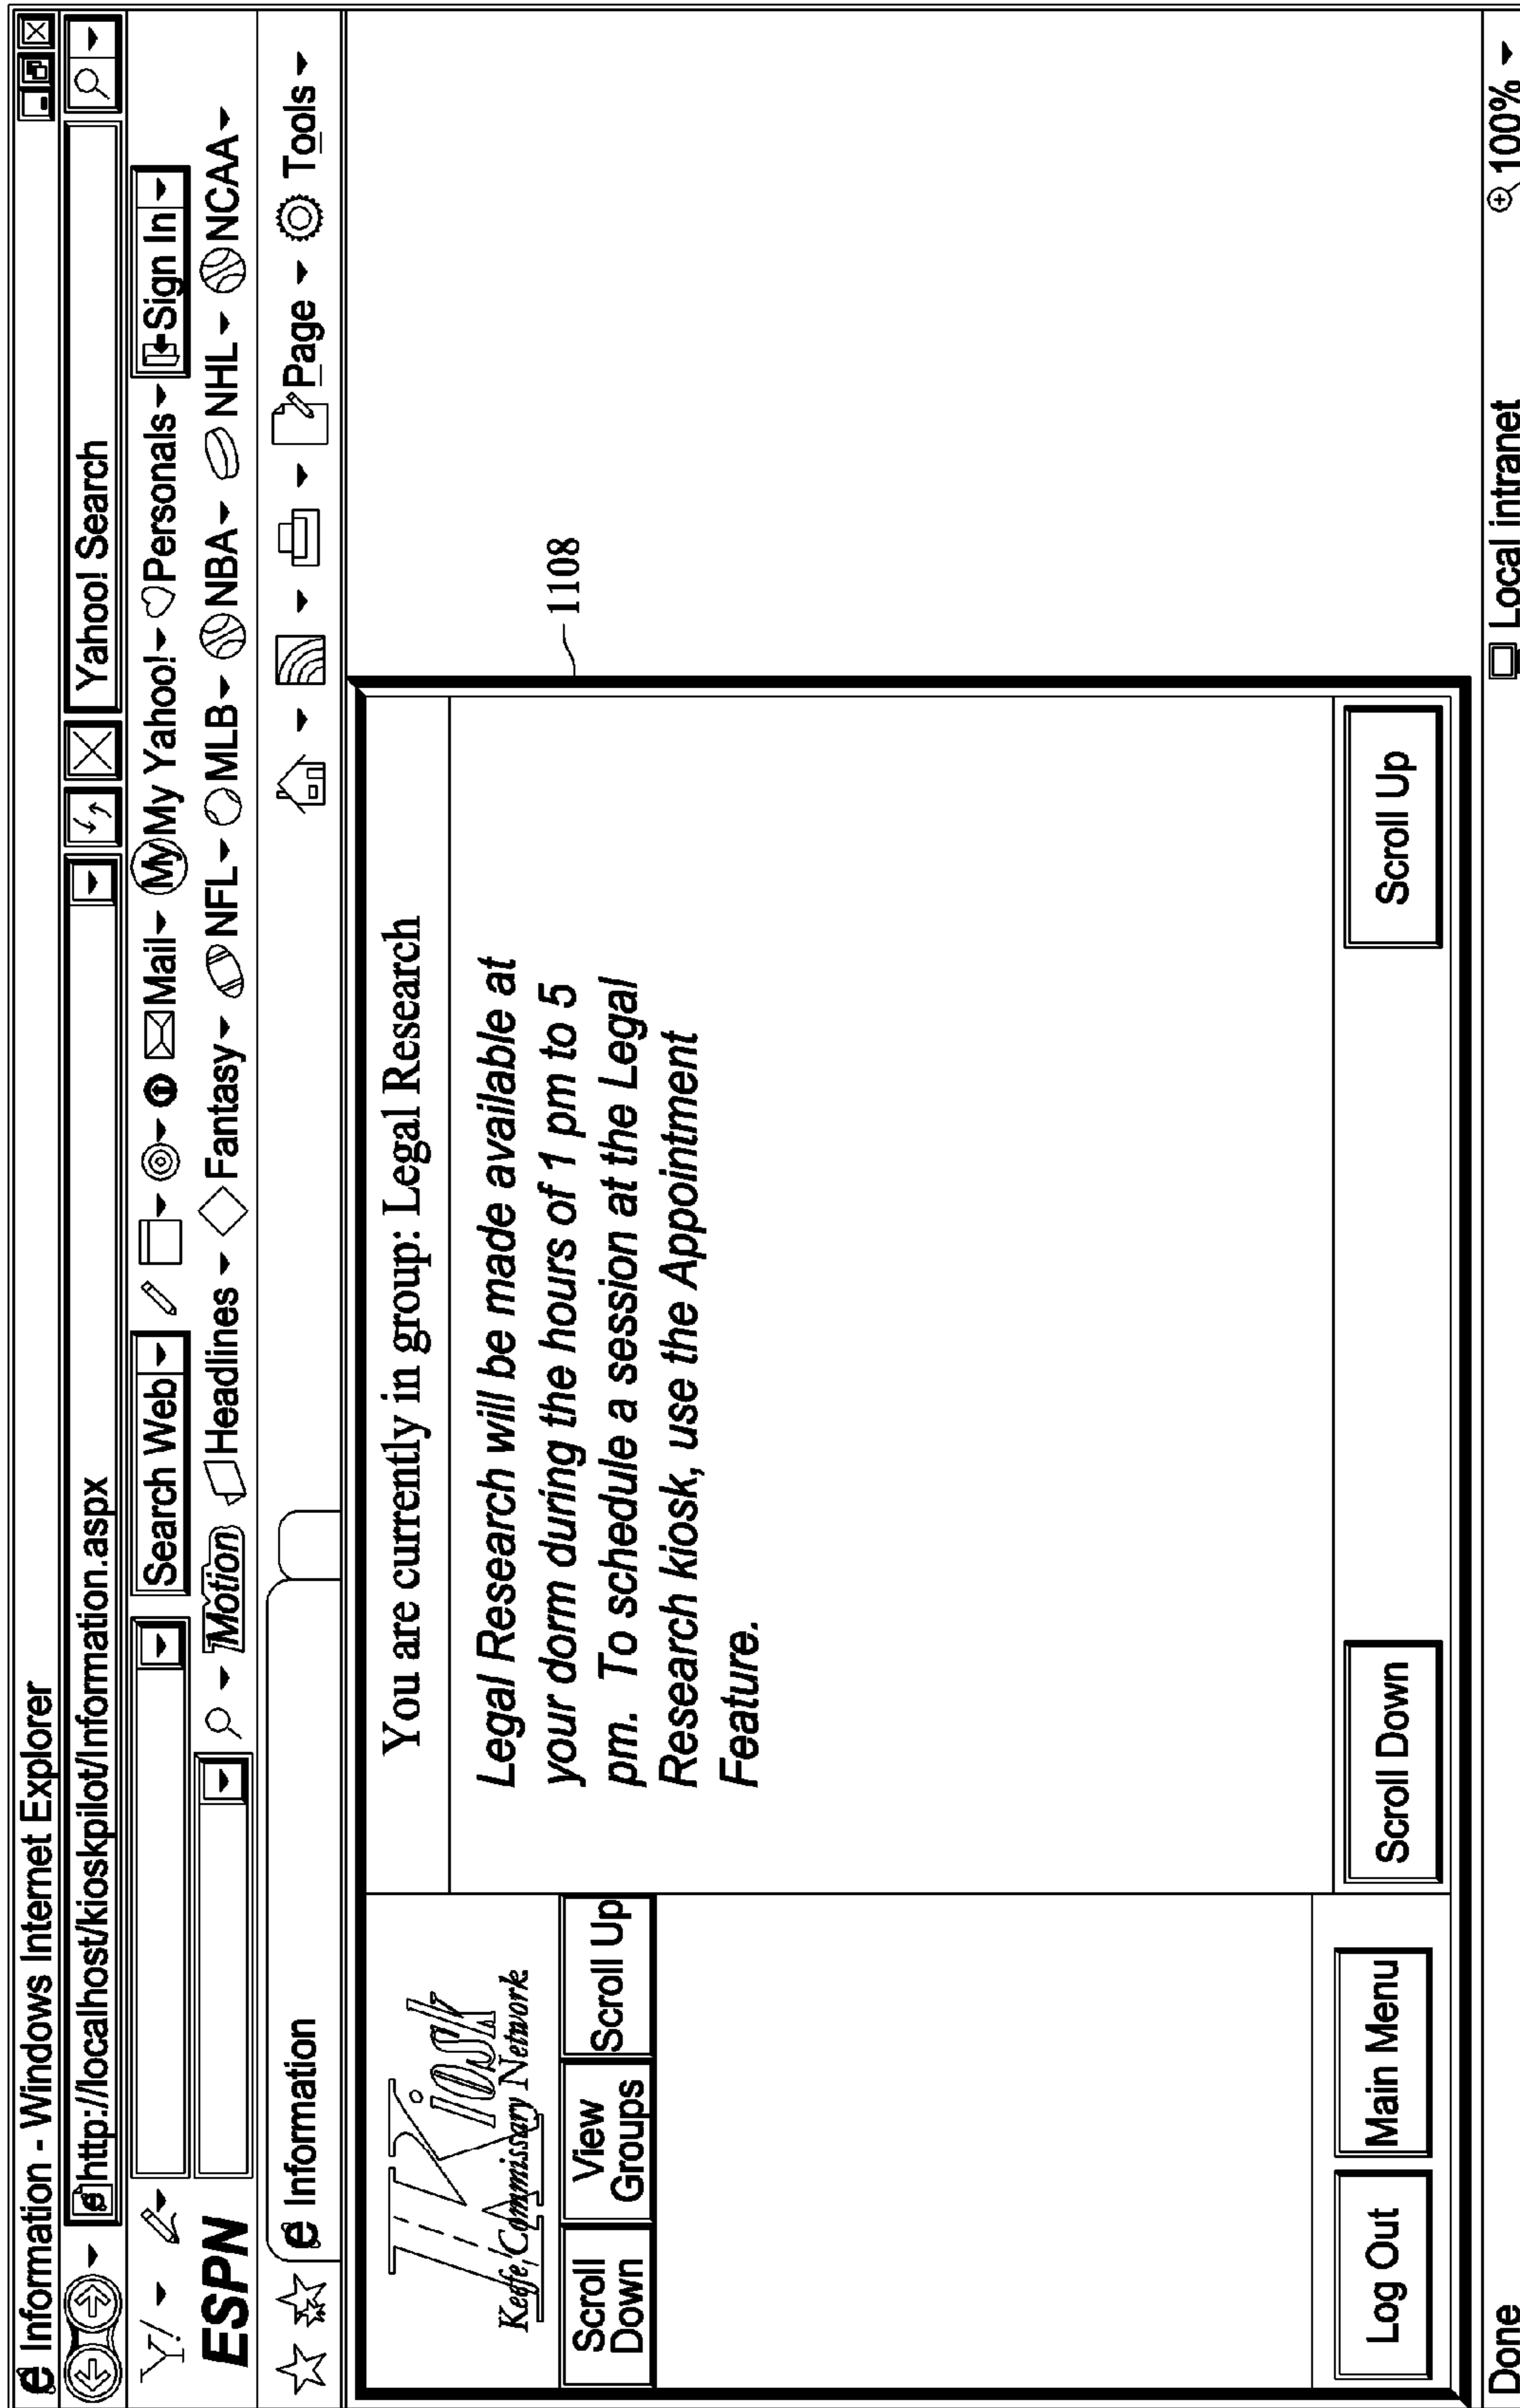 Information - Windows Internet Explorer
http://localhost/kioskpilot/Information.aspx
Yahoo! Search
Y! Search Web Mail My My Yahoo! Personals Sign In
ESPN Motion Headlines Fantasy NFL MLB NBA NHL NCAA
Information Page Tools
Kiosk
Keefe Commissary Network
Scroll Down
View Groups
Scroll Up
You are currently in group: Legal Research
Legal Research will be made available at
your dorm during the hours of 1 pm to 5
pm. To schedule a session at the Legal
Research kiosk, use the Appointment
Feature.
1108
Log Out Main Menu Scroll Down Scroll Up
Done Local intranet 100%